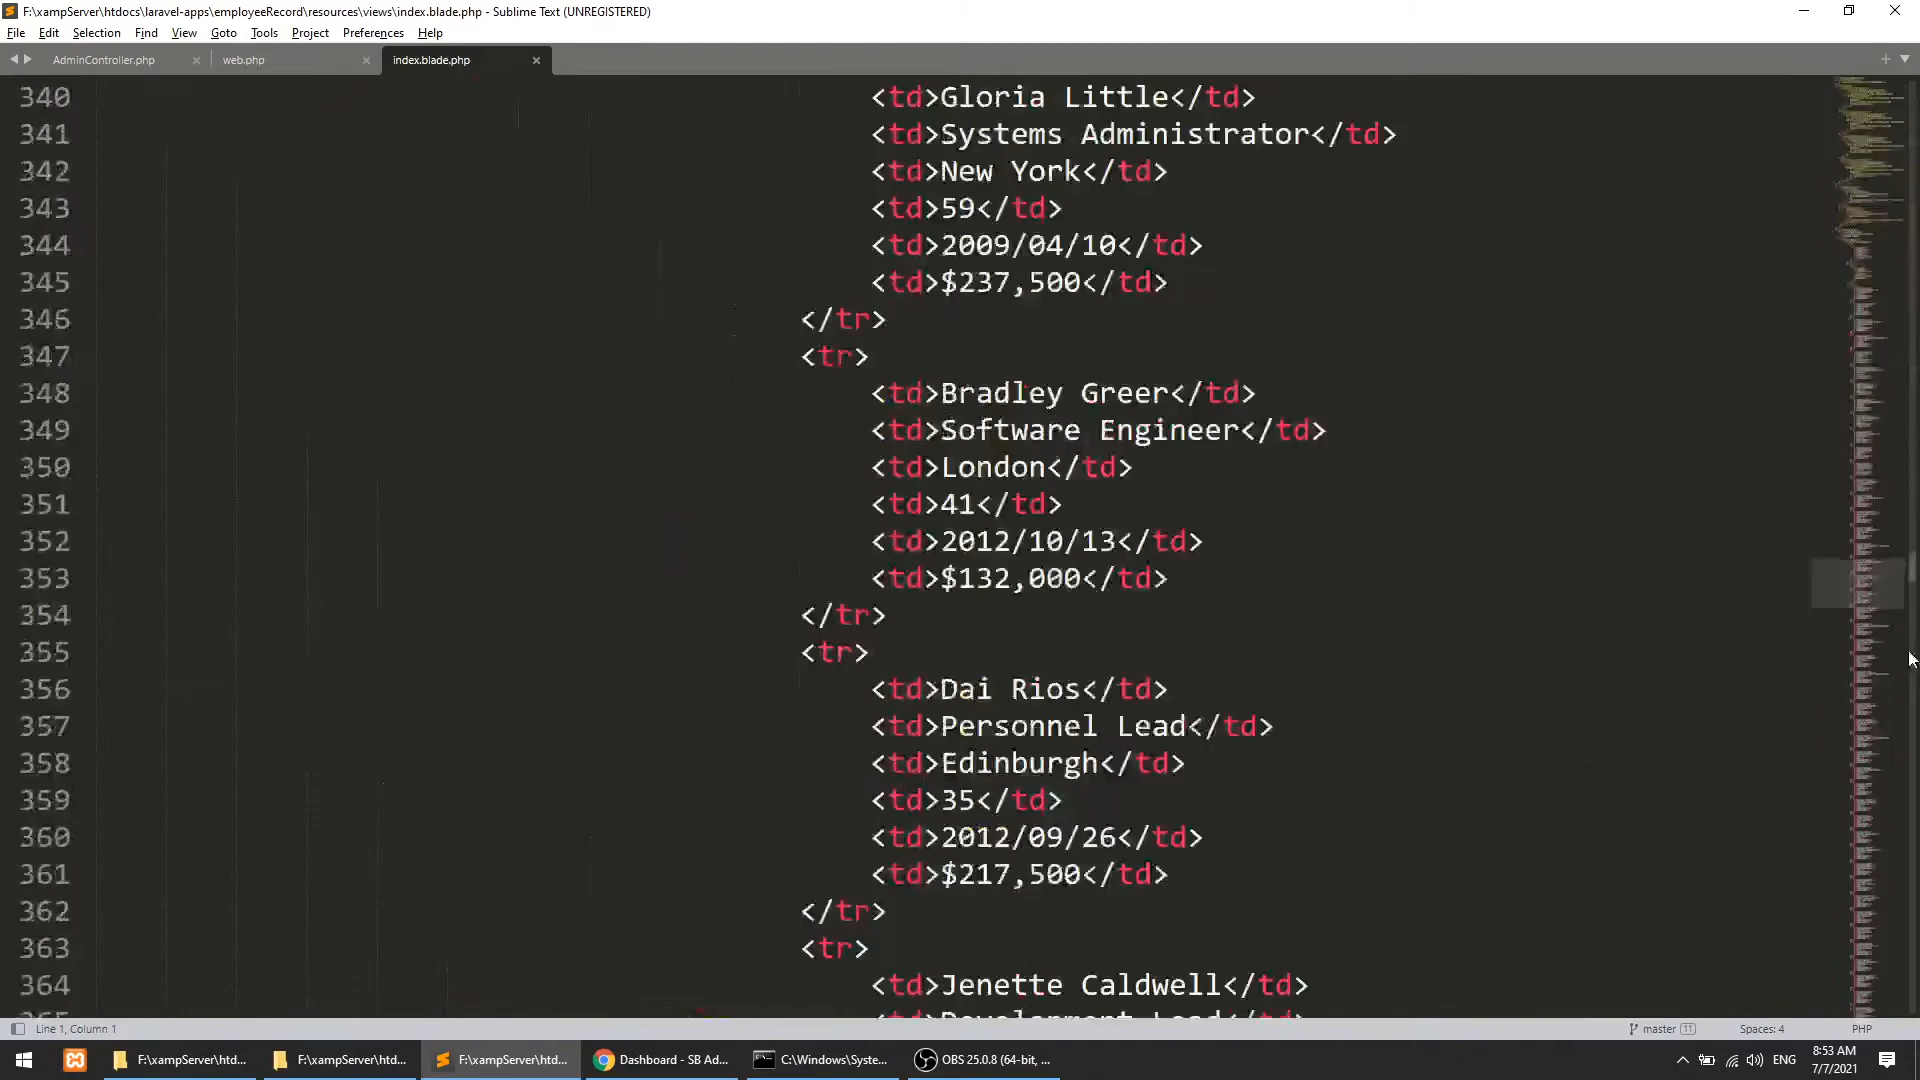 F:\xampServer\htdocs\laravel-apps\employeeRecord\resources\views\index.blade.php - Sublime Text (UNREGISTERED)
File Edit Selection Find View Goto Tools Project Preferences Help
AdminController.php web.php index.blade.php
340 <td>Gloria Little</td>
341 <td>Systems Administrator</td>
342 <td>New York</td>
343 <td>59</td>
344 <td>2009/04/10</td>
345 <td>$237,500</td>
346 </tr>
347 <tr>
348 <td>Bradley Greer</td>
349 <td>Software Engineer</td>
350 <td>London</td>
351 <td>41</td>
352 <td>2012/10/13</td>
353 <td>$132,000</td>
354 </tr>
355 <tr>
356 <td>Dai Rios</td>
357 <td>Personnel Lead</td>
358 <td>Edinburgh</td>
359 <td>35</td>
360 <td>2012/09/26</td>
361 <td>$217,500</td>
362 </tr>
363 <tr>
364 <td>Jenette Caldwell</td>
Line 1, Column 1 master 11 Spaces: 4 PHP
F:\xampServer\htd... F:\xampServer\htd... F:\xampServer\htd... Dashboard - SB Ad... C:\Windows\Syste... OBS 25.0.8 (64-bit, ... ENG 8:53 AM
7/7/2021